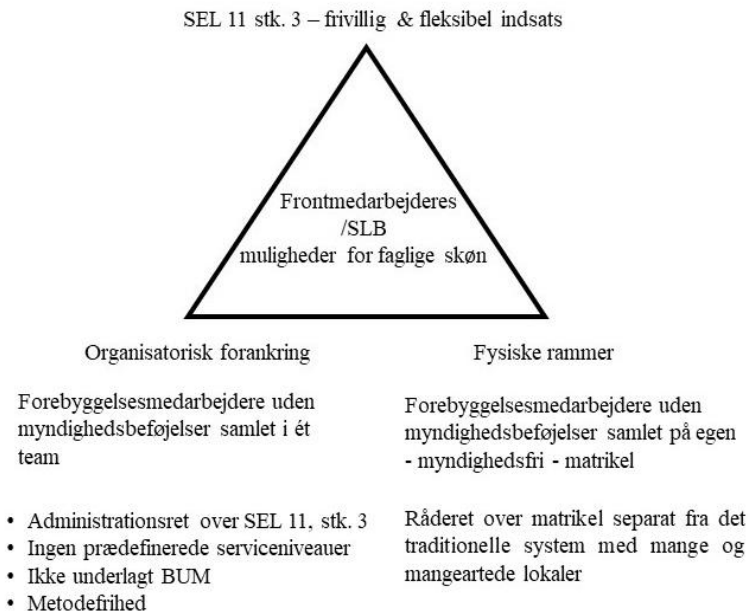 SEL 11 stk. 3 – frivillig & fleksibel indsats
Frontmedarbejderes
/SLB
muligheder for faglige skøn
Organisatorisk forankring
Forebyggelsesmedarbejdere uden
myndighedsbeføjelser samlet i ét
team
• Administrationsret over SEL 11, stk. 3
• Ingen prædefinerede serviceniveauer
• Ikke underlagt BUM
• Metodefrihed
Fysiske rammer
Forebyggelsesmedarbejdere uden
myndighedsbeføjelser samlet på egen
- myndighedsfri - matrikel
Råderet over matrikel separat fra det
traditionelle system med mange og
mangeartede lokaler